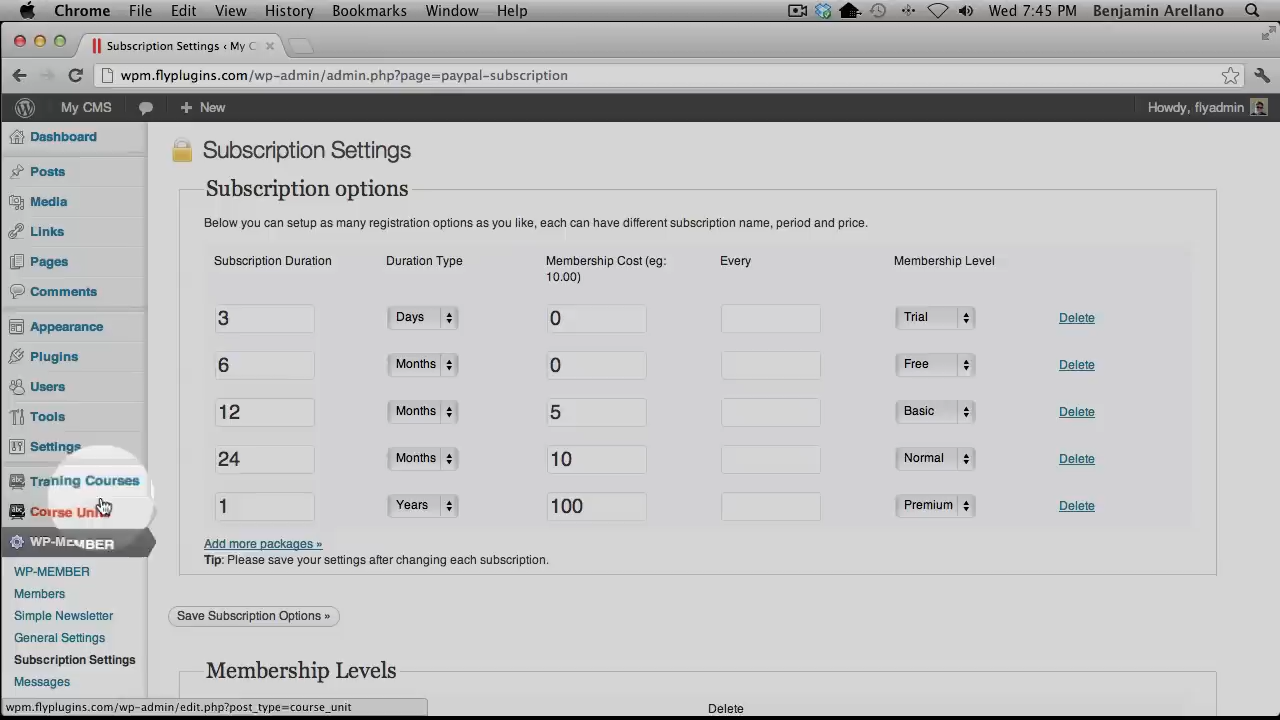 Chrome File Edit View History Bookmarks Window Help Wed 7:45 PM Benjamin Arellano
Subscription Settings ‹ My C
wpm.flyplugins.com/wp-admin/admin.php?page=paypal-subscription
My CMS + New Howdy, flyadmin
Dashboard
Posts
Media
Links
Pages
Comments
Appearance
Plugins
Users
Tools
Settings
Training Courses
Course Units
WP-MEMBER
WP-MEMBER
Members
Simple Newsletter
General Settings
Subscription Settings
Messages
Subscription Settings
Subscription options
Below you can setup as many registration options as you like, each can have different subscription name, period and price.
Subscription Duration Duration Type Membership Cost (eg: Every Membership Level
10.00)
3 Days 0 Trial Delete
6 Months 0 Free Delete
12 Months 5 Basic Delete
24 Months 10 Normal Delete
1 Years 100 Premium Delete
Add more packages »
Tip: Please save your settings after changing each subscription.
Save Subscription Options »
Membership Levels
Delete
wpm.flyplugins.com/wp-admin/edit.php?post_type=course_unit